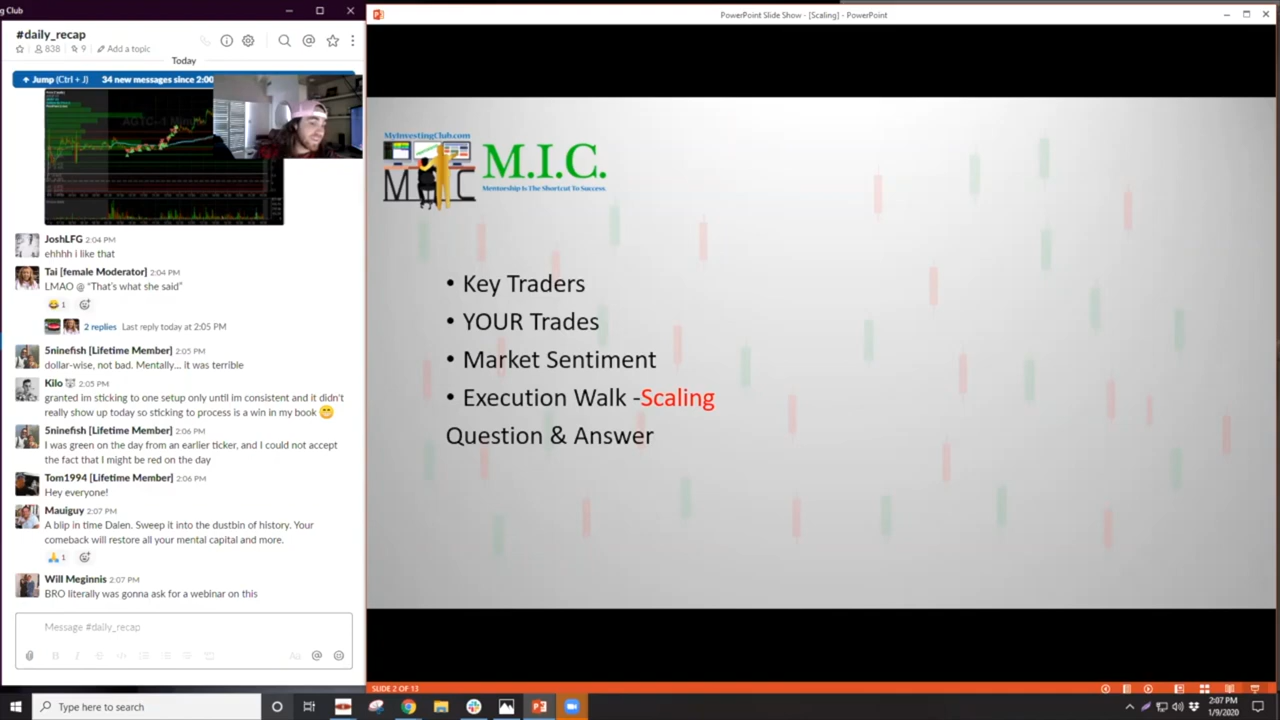 ng Club
#daily_recap
838
9
Add a topic
Today
Jump (Ctrl + J) 34 new messages since 2:00
JoshLFG 2:04 PM
ehhhh i like that
Tai [female Moderator] 2:04 PM
LMAO @ “That's what she said”
1
2 replies Last reply today at 2:05 PM
5ninefish [Lifetime Member] 2:05 PM
dollar-wise, not bad. Mentally... it was terrible
Kilo 2:05 PM
granted im sticking to one setup only until im consistent and it didn't
really show up today so sticking to process is a win in my book
5ninefish [Lifetime Member] 2:06 PM
I was green on the day from an earlier ticker, and I could not accept
the fact that I might be red on the day
Tom1994 [Lifetime Member] 2:06 PM
Hey everyone!
Mauiguy 2:07 PM
A blip in time Dalen. Sweep it into the dustbin of history. Your
comeback will restore all your mental capital and more.
1
Will Meginnis 2:07 PM
BRO literally was gonna ask for a webinar on this
Message #daily_recap
PowerPoint Slide Show - [Scaling] - PowerPoint
MyInvestingClub.com
MIC
M.I.C.
Mentorship Is The Shortcut To Success.
• Key Traders
• YOUR Trades
• Market Sentiment
• Execution Walk -Scaling
Question & Answer
SLIDE 2 OF 13
Type here to search
2:07 PM
1/9/2020